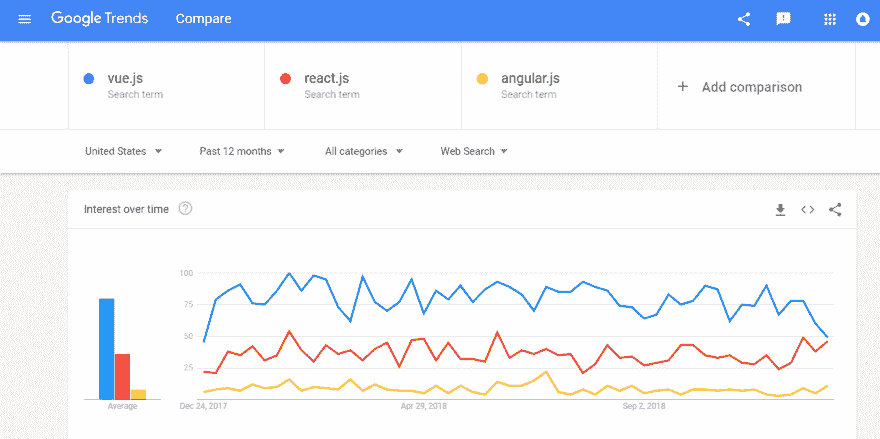 Google Trends Compare
vue.js
Search term
react.js
Search term
angular.js
Search term
+ Add comparison
United States
Past 12 months
All categories
Web Search
Interest over time
100
75
50
25
Average
Dec 24, 2017
Apr 29, 2018
Sep 2, 2018